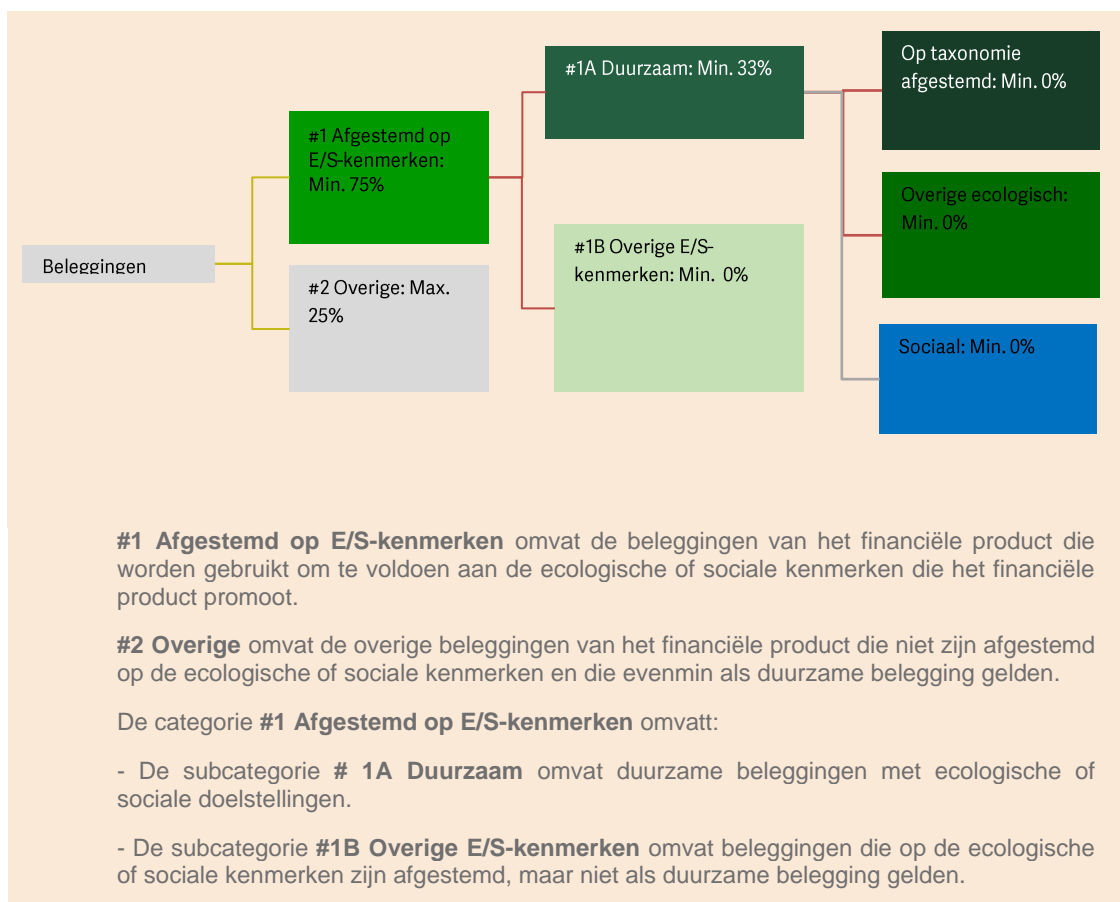 Beleggingen
#1 Afgestemd op
E/S-kenmerken:
Min. 75%
#2 Overige: Max.
25%
#1A Duurzaam: Min. 33%
#1B Overige E/S-
kenmerken: Min. 0%
Op taxonomie
afgestemd: Min. 0%
Overige ecologisch:
Min. 0%
Sociaal: Min. 0%
#1 Afgestemd op E/S-kenmerken omvat de beleggingen van het financiële product die
worden gebruikt om te voldoen aan de ecologische of sociale kenmerken die het financiële
product promoot.
#2 Overige omvat de overige beleggingen van het financiële product die niet zijn afgestemd
op de ecologische of sociale kenmerken en die evenmin als duurzame belegging gelden.
De categorie #1 Afgestemd op E/S-kenmerken omvatt:
- De subcategorie # 1A Duurzaam omvat duurzame beleggingen met ecologische of
sociale doelstellingen.
- De subcategorie #1B Overige E/S-kenmerken omvat beleggingen die op de ecologische
of sociale kenmerken zijn afgestemd, maar niet als duurzame belegging gelden.